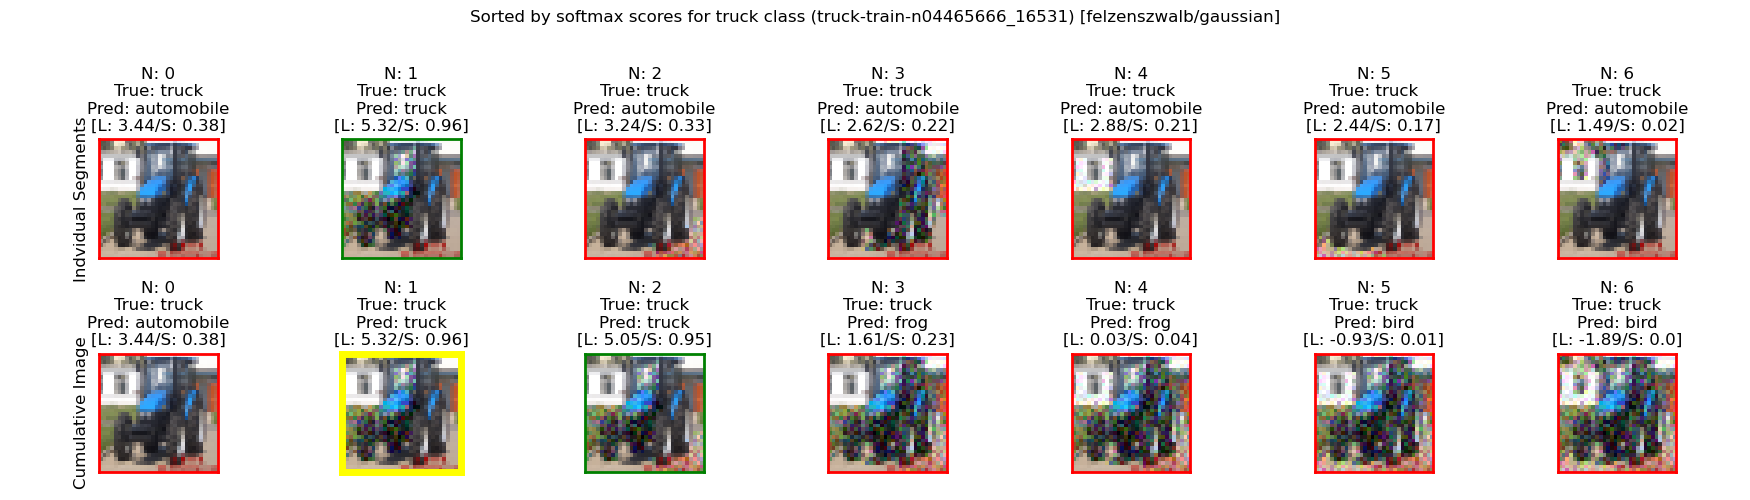 Sorted by softmax scores for truck class (truck-train-n04465666_16531) [felzenszwalb/gaussian]
Indvidual Segments
N: 0
True: truck
Pred: automobile
[L: 3.44/S: 0.38]
N: 1
True: truck
Pred: truck
[L: 5.32/S: 0.96]
N: 2
True: truck
Pred: automobile
[L: 3.24/S: 0.33]
N: 3
True: truck
Pred: automobile
[L: 2.62/S: 0.22]
N: 4
True: truck
Pred: automobile
[L: 2.88/S: 0.21]
N: 5
True: truck
Pred: automobile
[L: 2.44/S: 0.17]
N: 6
True: truck
Pred: automobile
[L: 1.49/S: 0.02]
Cumulative Image
N: 0
True: truck
Pred: automobile
[L: 3.44/S: 0.38]
N: 1
True: truck
Pred: truck
[L: 5.32/S: 0.96]
N: 2
True: truck
Pred: truck
[L: 5.05/S: 0.95]
N: 3
True: truck
Pred: frog
[L: 1.61/S: 0.23]
N: 4
True: truck
Pred: frog
[L: 0.03/S: 0.04]
N: 5
True: truck
Pred: bird
[L: -0.93/S: 0.01]
N: 6
True: truck
Pred: bird
[L: -1.89/S: 0.0]